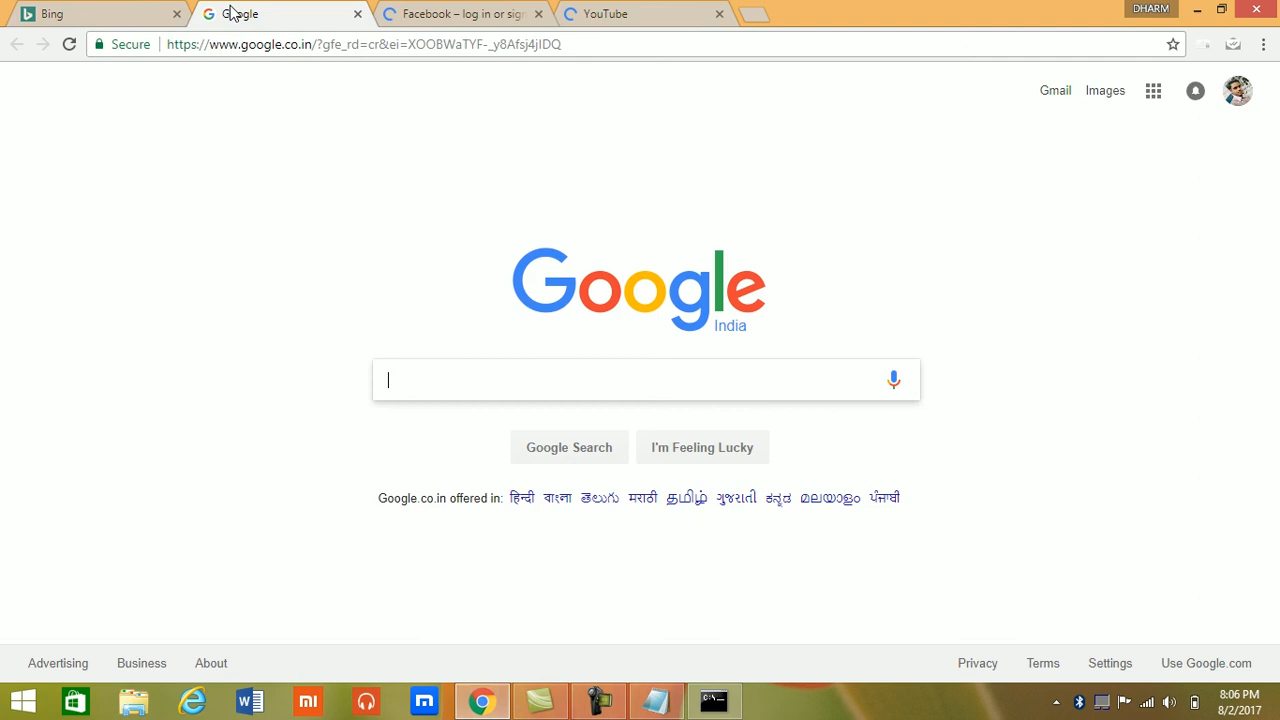 Bing
Google
Facebook – log in or sign
YouTube
DHARM
Secure
https://www.google.co.in/?gfe_rd=cr&ei=XOOBWaTYF-_y8Afsj4jIDQ
Gmail Images
Google
India
Google Search
I'm Feeling Lucky
Google.co.in offered in: हिन्दी বাংলা తెలుగు मराठी தமிழ் ગુજરાતી ಕನ್ನಡ മലയാളം ਪੰਜਾਬੀ
Advertising Business About
Privacy Terms Settings Use Google.com
8:06 PM
8/2/2017